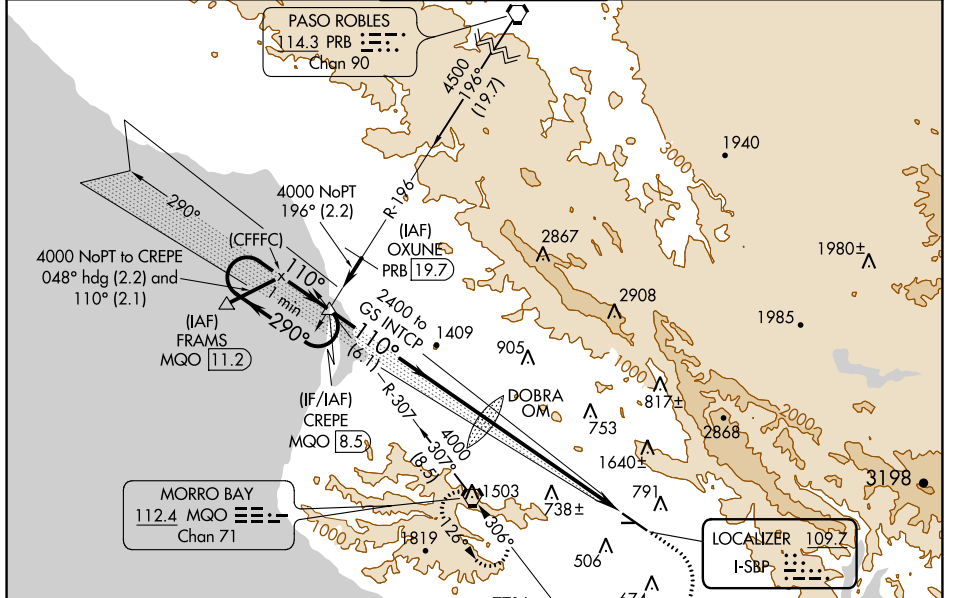 PASO ROBLES
114.3 PRB
Chan 90
4500
196°
(19.7)
3000
1940
290°
4000 NoPT
196° (2.2)
R-196
(CFFFC)
(IAF)
OXUNE
PRB 19.7
2867
1980±
4000 NoPT to CREPE
048° hdg (2.2) and
110° (2.1)
110°
1 min
290°
2400 to
GS INTCP
110°
(6.1)
2908
1985
1409
905
1000
(IAF)
FRAMS
MQO 11.2
(IF/IAF)
CREPE
MQO 8.5
R-307
4000
307°
(8.5)
DOBRA
OM
817±
753
2000
2868
1640±
3198
MORRO BAY
112.4 MQO
Chan 71
1503
738±
791
1000
1819
126°
306°
506
LOCALIZER 109.7
I-SBP